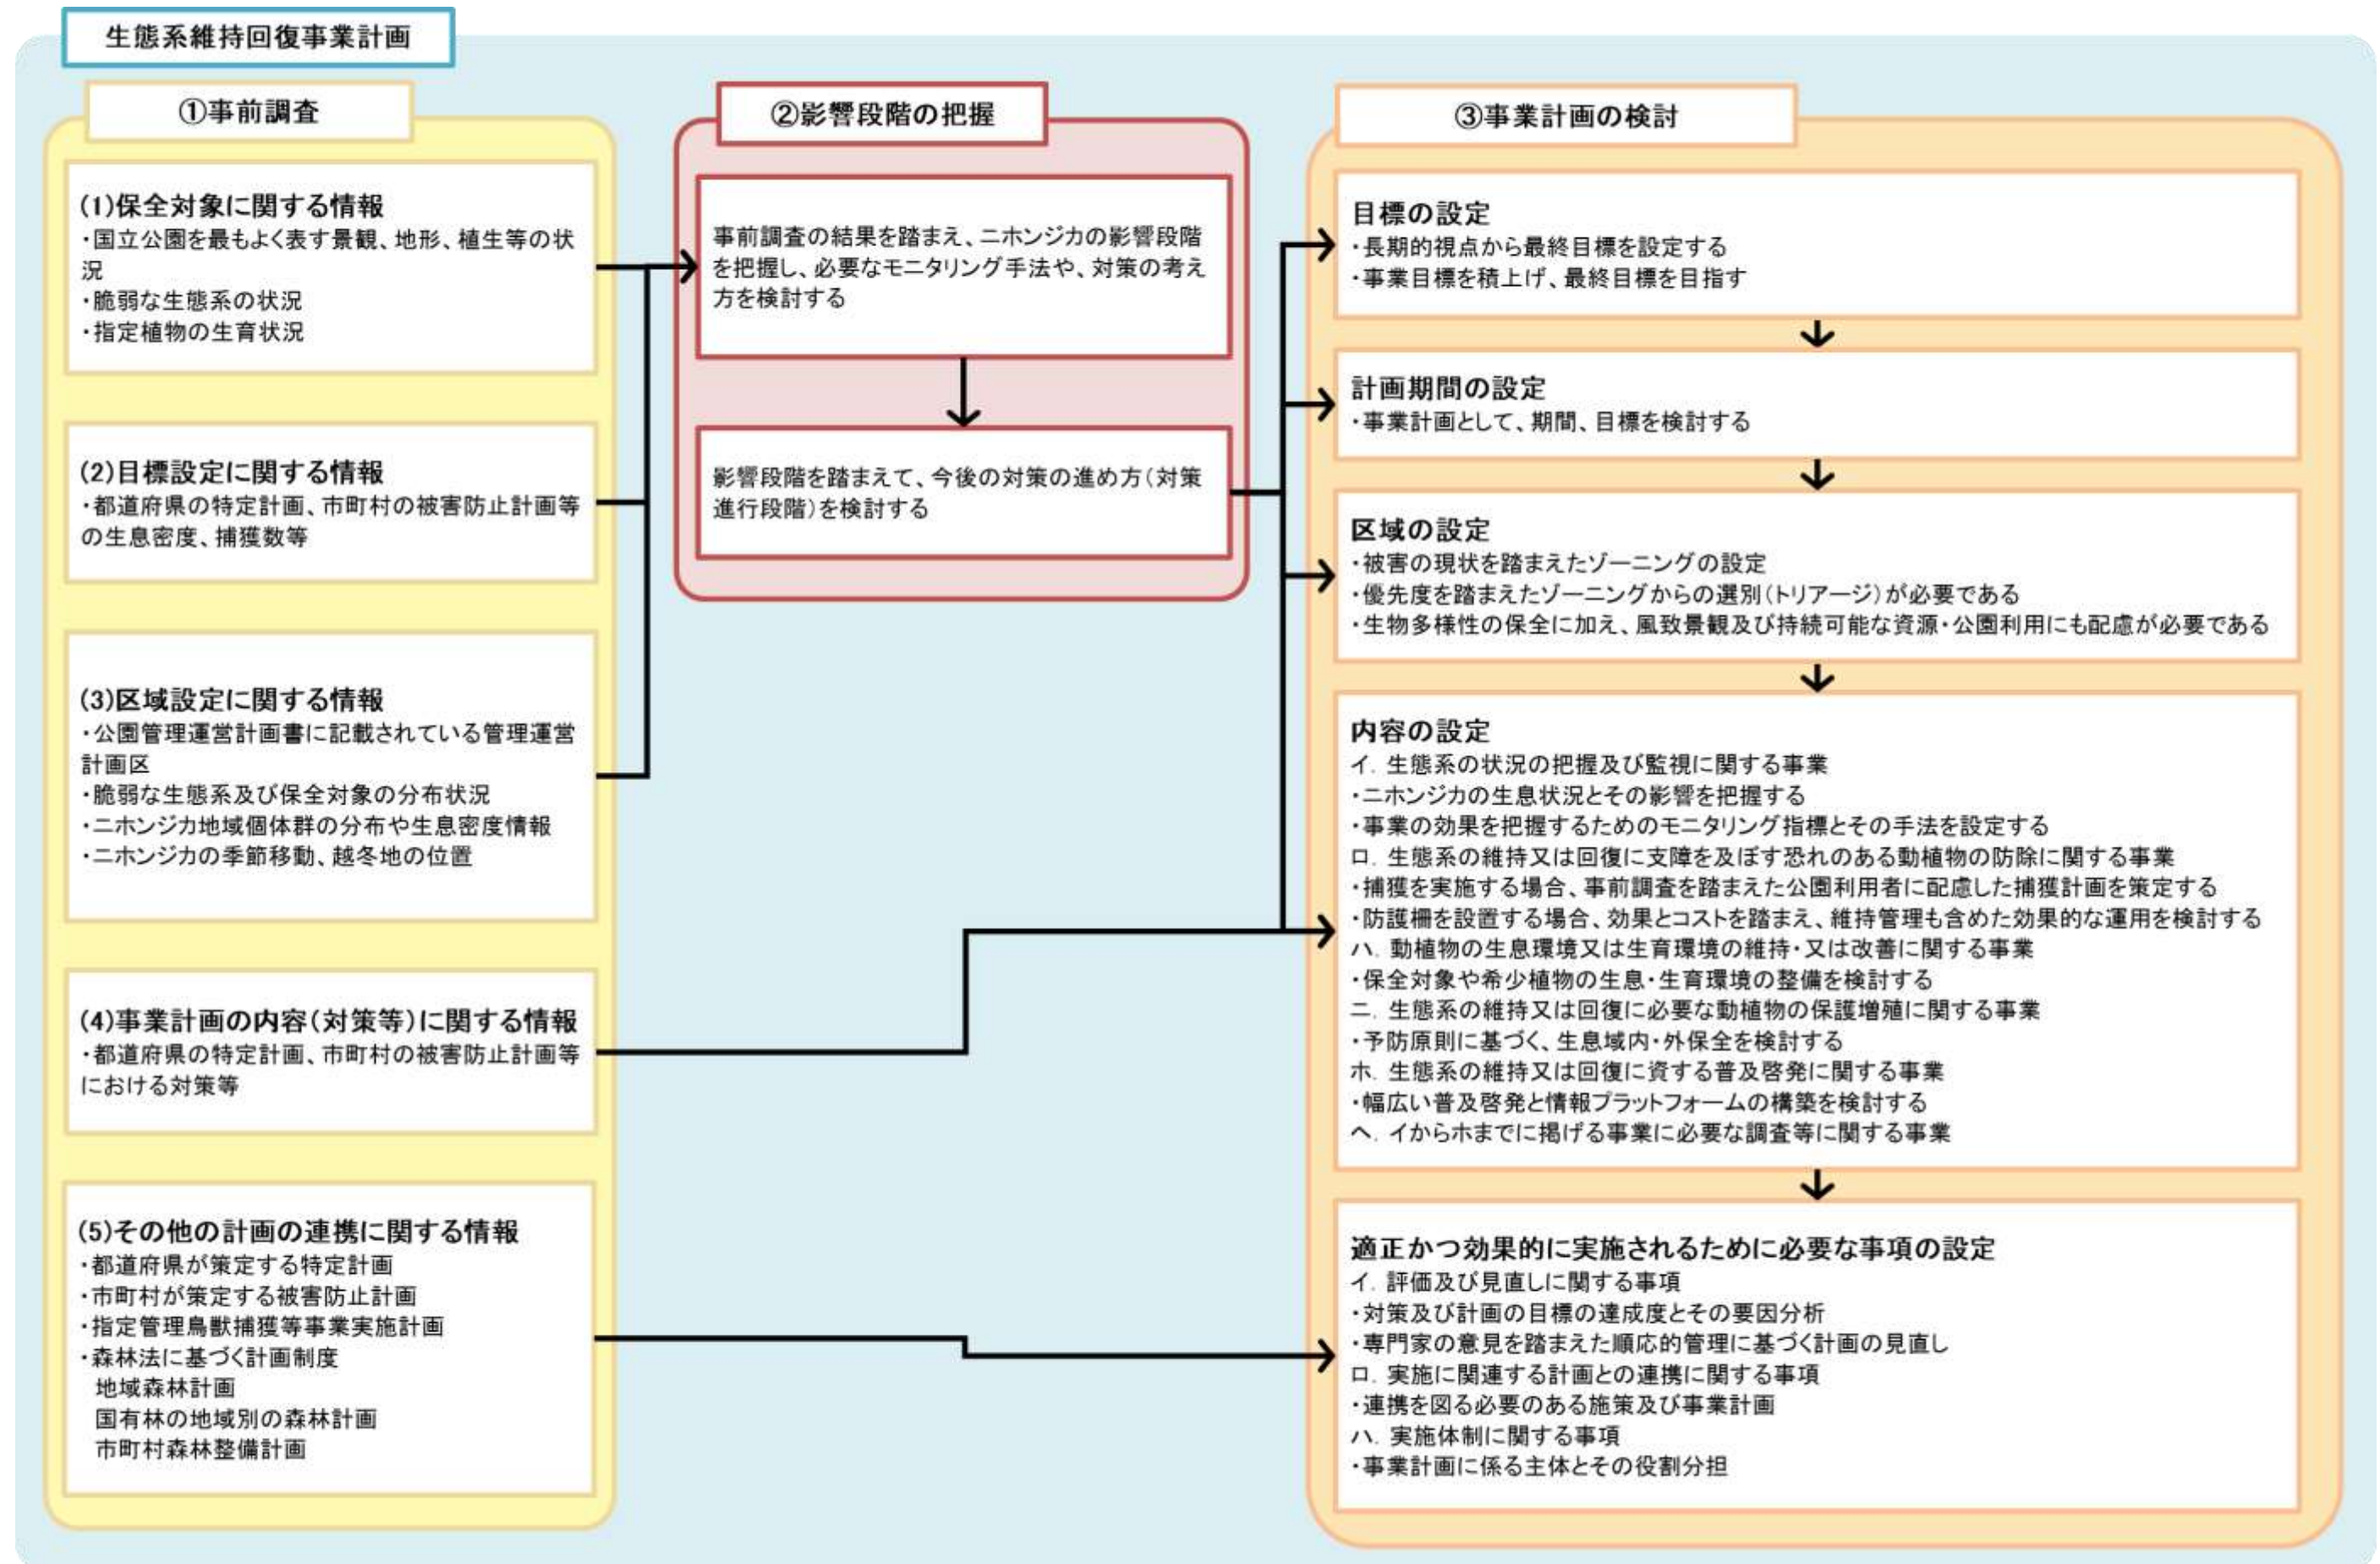 生態系維持回復事業計画
①事前調査
(1)保全対象に関する情報
・国立公園を最もよく表す景観、地形、植生等の状
況
・脆弱な生態系の状況
・指定植物の生育状況
(2)目標設定に関する情報
・都道府県の特定計画、市町村の被害防止計画等
の生息密度、捕獲数等
(3)区域設定に関する情報
・公園管理運営計画書に記載されている管理運営
計画区
・脆弱な生態系及び保全対象の分布状況
・ニホンジカ地域個体群の分布や生息密度情報
・ニホンジカの季節移動、越冬地の位置
(4)事業計画の内容(対策等)に関する情報
・都道府県の特定計画、市町村の被害防止計画等
における対策等
(5)その他の計画の連携に関する情報
・都道府県が策定する特定計画
・市町村が策定する被害防止計画
・指定管理鳥獣捕獲等事業実施計画
・森林法に基づく計画制度
地域森林計画
国有林の地域別の森林計画
市町村森林整備計画
②影響段階の把握
事前調査の結果を踏まえ、ニホンジカの影響段階
を把握し、必要なモニタリング手法や、対策の考え
方を検討する
影響段階を踏まえて、今後の対策の進め方(対策
進行段階)を検討する
③事業計画の検討
目標の設定
・長期的視点から最終目標を設定する
・事業目標を積上げ、最終目標を目指す
計画期間の設定
・事業計画として、期間、目標を検討する
区域の設定
・被害の現状を踏まえたゾーニングの設定
・優先度を踏まえたゾーニングからの選別(トリアージ)が必要である
・生物多様性の保全に加え、風致景観及び持続可能な資源・公園利用にも配慮が必要である
内容の設定
イ. 生態系の状況の把握及び監視に関する事業
・ニホンジカの生息状況とその影響を把握する
・事業の効果を把握するためのモニタリング指標とその手法を設定する
ロ. 生態系の維持又は回復に支障を及ぼす恐れのある動植物の防除に関する事業
・捕獲を実施する場合、事前調査を踏まえた公園利用者に配慮した捕獲計画を策定する
・防護柵を設置する場合、効果とコストを踏まえ、維持管理も含めた効果的な運用を検討する
ハ. 動植物の生息環境又は生育環境の維持・又は改善に関する事業
・保全対象や希少植物の生息・生育環境の整備を検討する
ニ. 生態系の維持又は回復に必要な動植物の保護増殖に関する事業
・予防原則に基づく、生息域内・外保全を検討する
ホ. 生態系の維持又は回復に資する普及啓発に関する事業
・幅広い普及啓発と情報プラットフォームの構築を検討する
ヘ. イからホまでに掲げる事業に必要な調査等に関する事業
適正かつ効果的に実施されるために必要な事項の設定
イ. 評価及び見直しに関する事項
・対策及び計画の目標の達成度とその要因分析
・専門家の意見を踏まえた順応的管理に基づく計画の見直し
ロ. 実施に関連する計画との連携に関する事項
・連携を図る必要のある施策及び事業計画
ハ. 実施体制に関する事項
・事業計画に係る主体とその役割分担